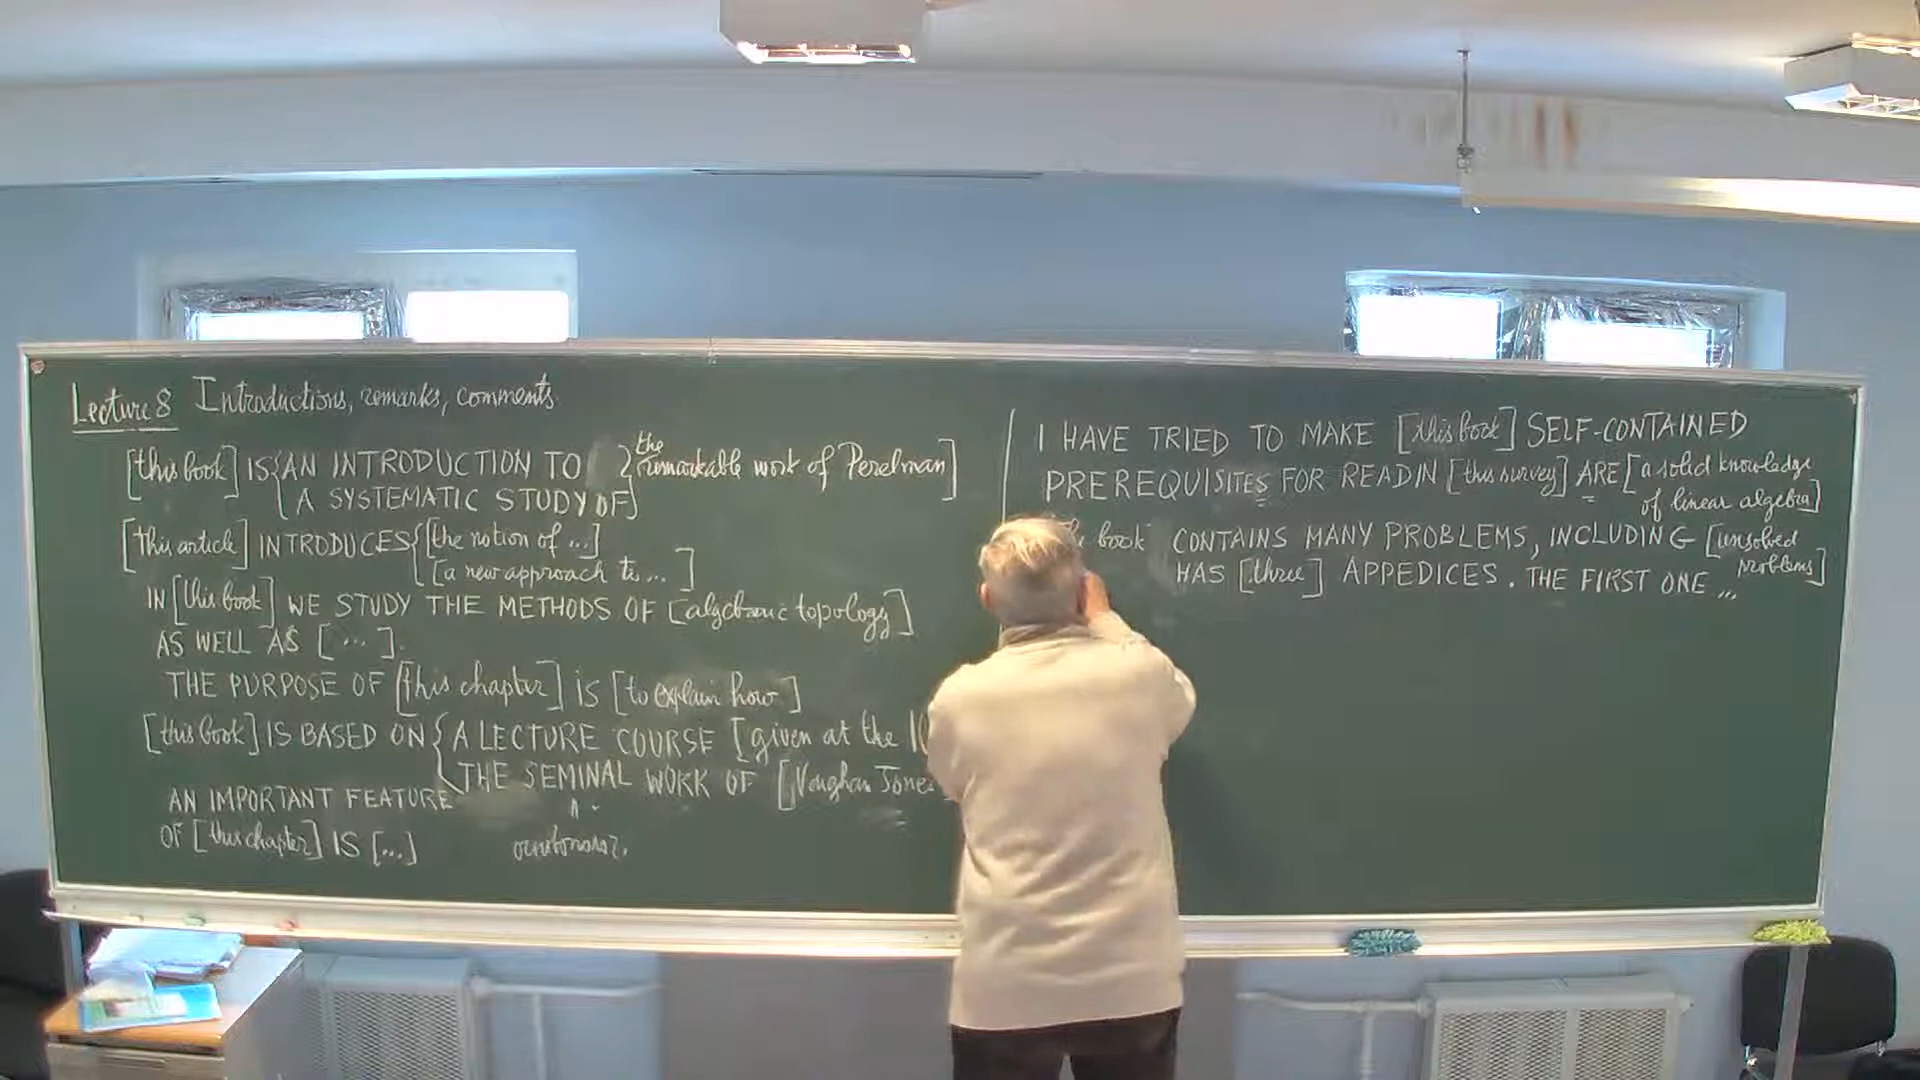 Lecture 8 Introductions, remarks, comments.
[this book] IS { AN INTRODUCTION TO } [the remarkable work of Perelman]
{ A SYSTEMATIC STUDY OF }
[This article] INTRODUCES { [the notion of ...]
[a new approach to ... ]
IN [this book] WE STUDY THE METHODS OF [algebraic topology]
AS WELL AS [ ... ].
THE PURPOSE OF [this chapter] IS [to explain how]
[this book] IS BASED ON { A LECTURE COURSE [given at the
THE SEMINAL WORK OF [Vaughan Jones
AN IMPORTANT FEATURE
OF [this chapter] IS [...]
I HAVE TRIED TO MAKE [this book] SELF-CONTAINED
PREREQUISITES FOR READIN [this survey] ARE [a solid knowledge
of linear algebra]
book CONTAINS MANY PROBLEMS, INCLUDING [unsolved
problems]
HAS [three] APPEDICES. THE FIRST ONE ...